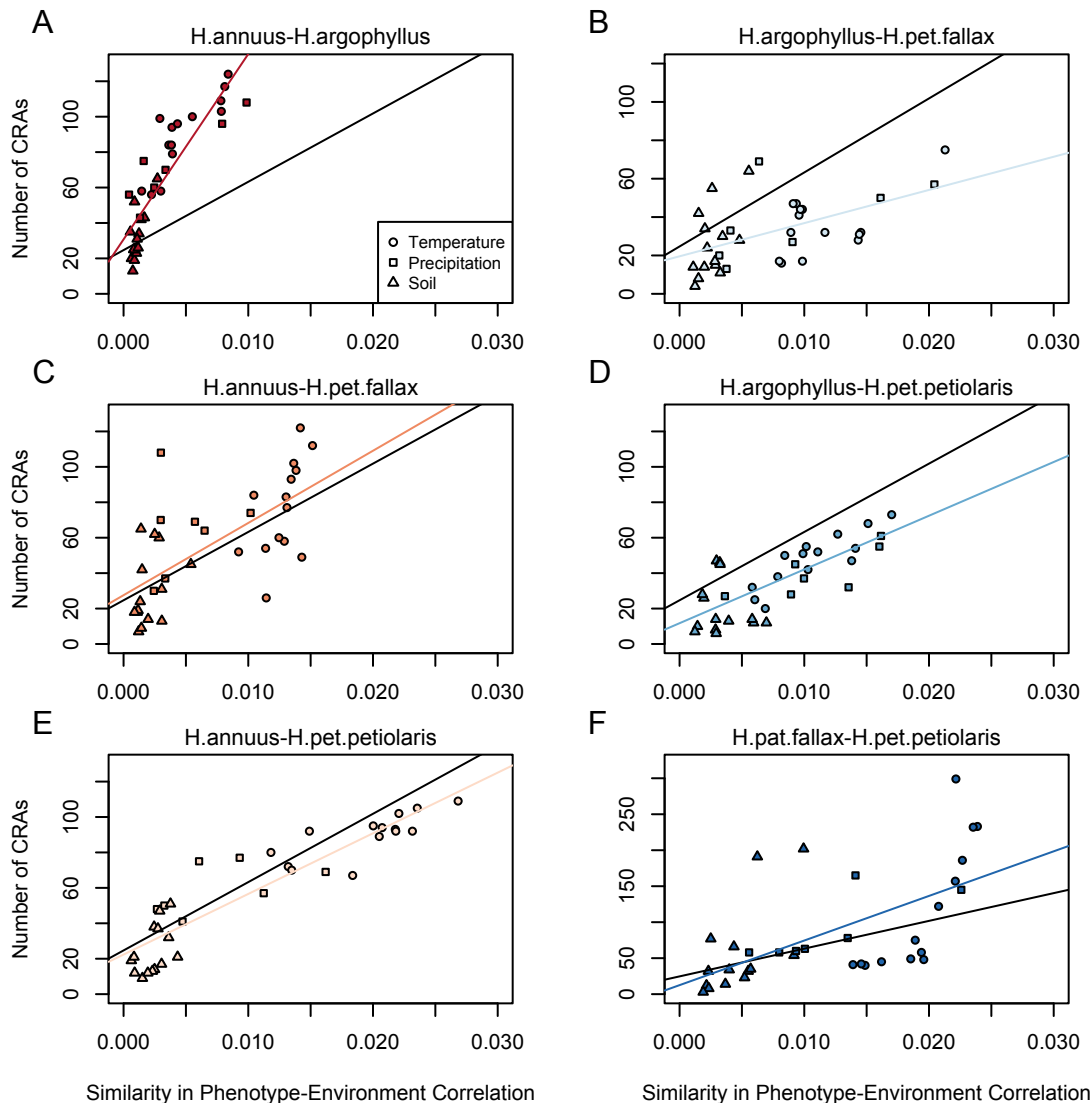 A
H.annuus-H.argophyllus
Number of CRAs
0 20 60 100
0.000 0.010 0.020 0.030
Temperature
Precipitation
Soil
B
H.argophyllus-H.pet.fallax
0 20 60 100
0.000 0.010 0.020 0.030
C
H.annuus-H.pet.fallax
Number of CRAs
0 20 60 100
0.000 0.010 0.020 0.030
D
H.argophyllus-H.pet.petiolaris
0 20 60 100
0.000 0.010 0.020 0.030
E
H.annuus-H.pet.petiolaris
Number of CRAs
0 20 60 100
0.000 0.010 0.020 0.030
Similarity in Phenotype-Environment Correlation
F
H.pat.fallax-H.pet.petiolaris
0 50 150 250
0.000 0.010 0.020 0.030
Similarity in Phenotype-Environment Correlation